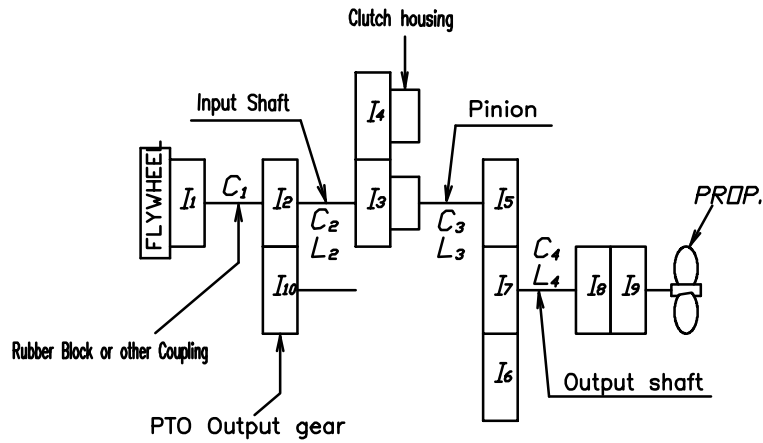 Clutch housing
Input Shaft
Pinion
I4
FLYWHEEL
I1
C1
I2
C2
L2
I3
C3
L3
I5
PROP.
I10
I7
C4
L4
I8
I9
Rubber Block or other Coupling
I6
Output shaft
PTO Output gear